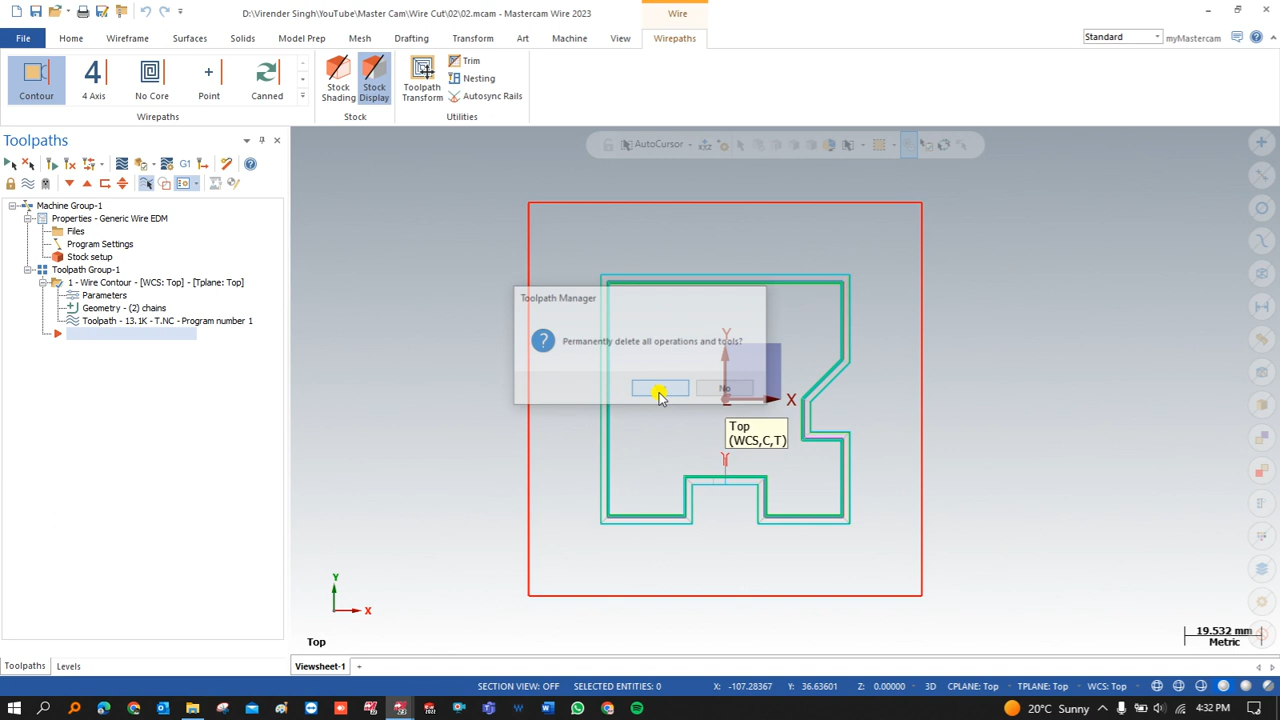 D:\Virender Singh\YouTube\Master Cam\Wire Cut\02\02.mcam - Mastercam Wire 2023
Wire
File
Home
Wireframe
Surfaces
Solids
Model Prep
Mesh
Drafting
Transform
Art
Machine
View
Wirepaths
Standard
myMastercam
Contour
4 Axis
No Core
Point
Canned
Stock Shading
Stock Display
Toolpath Transform
Trim
Nesting
Autosync Rails
Wirepaths
Stock
Utilities
Toolpaths
AutoCursor
G1
Machine Group-1
Properties - Generic Wire EDM
Files
Program Settings
Stock setup
Toolpath Group-1
1 - Wire Contour - [WCS: Top] - [Tplane: Top]
Parameters
Geometry - (2) chains
Toolpath - 13.1K - T.NC - Program number 1
Toolpath Manager
Permanently delete all operations and tools?
No
Y
X
Z
Top
(WCS,C,T)
Y
X
Top
19.532 mm
Metric
Toolpaths
Levels
Viewsheet-1
SECTION VIEW: OFF
SELECTED ENTITIES: 0
X: -107.28367
Y: 36.63601
Z: 0.00000
3D
CPLANE: Top
TPLANE: Top
WCS: Top
20°C Sunny
4:32 PM